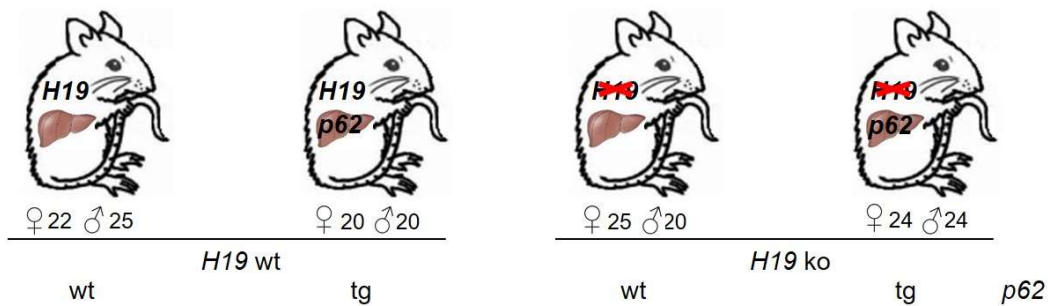 H19 H19 H19 H19
p62 p62
♀ 22 ♂ 25 ♀ 20 ♂ 20 ♀ 25 ♂ 20 ♀ 24 ♂ 24
H19 wt H19 ko
wt tg wt tg p62